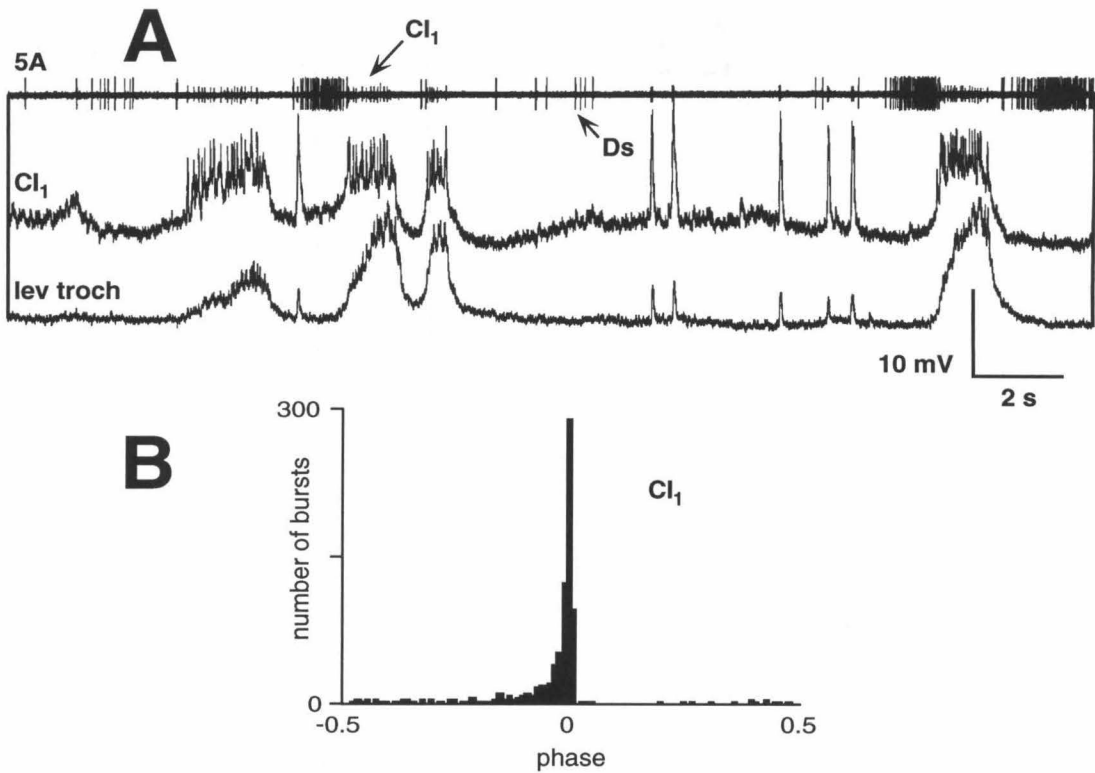 A
5A
CI1
Ds
CI1
lev troch
10 mV
2 s
B
300
number of bursts
CI1
0
-0.5
0
0.5
phase